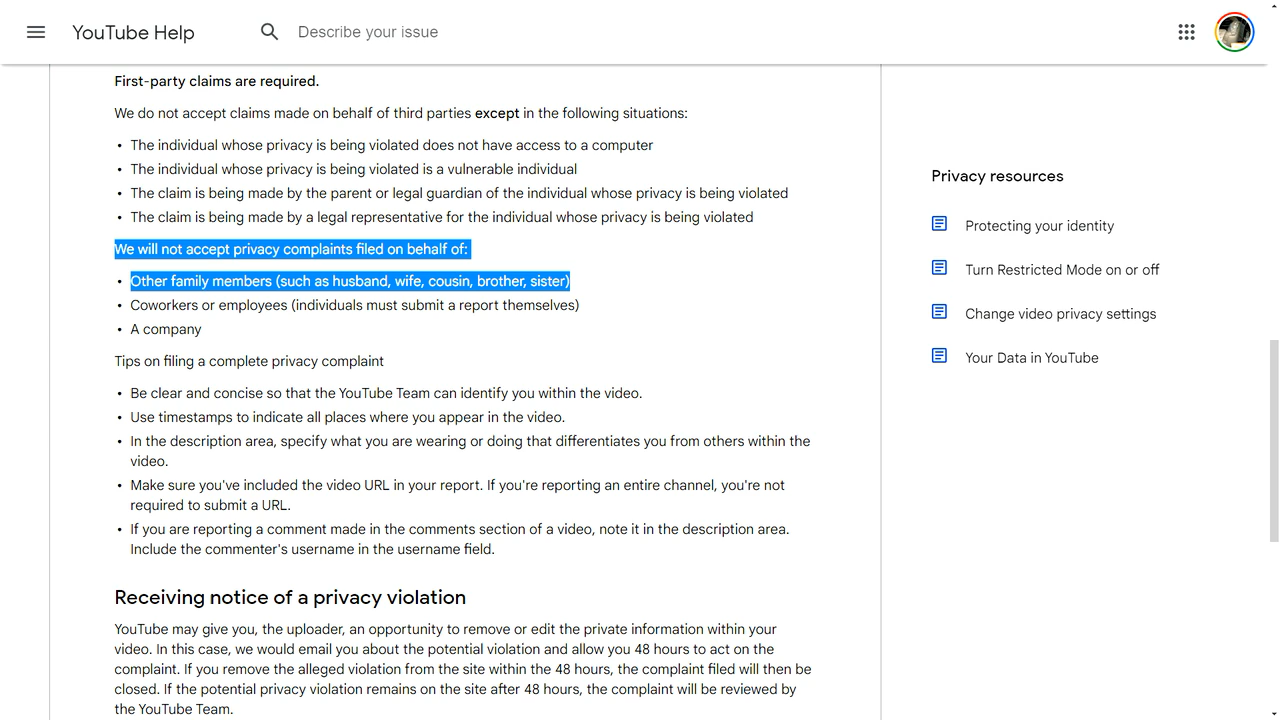 YouTube Help
Describe your issue
First-party claims are required.
We do not accept claims made on behalf of third parties except in the following situations:
• The individual whose privacy is being violated does not have access to a computer
• The individual whose privacy is being violated is a vulnerable individual
• The claim is being made by the parent or legal guardian of the individual whose privacy is being violated
• The claim is being made by a legal representative for the individual whose privacy is being violated
We will not accept privacy complaints filed on behalf of:
• Other family members (such as husband, wife, cousin, brother, sister)
• Coworkers or employees (individuals must submit a report themselves)
• A company
Tips on filing a complete privacy complaint
• Be clear and concise so that the YouTube Team can identify you within the video.
• Use timestamps to indicate all places where you appear in the video.
• In the description area, specify what you are wearing or doing that differentiates you from others within the
video.
• Make sure you've included the video URL in your report. If you're reporting an entire channel, you're not
required to submit a URL.
• If you are reporting a comment made in the comments section of a video, note it in the description area.
Include the commenter's username in the username field.
Receiving notice of a privacy violation
YouTube may give you, the uploader, an opportunity to remove or edit the private information within your
video. In this case, we would email you about the potential violation and allow you 48 hours to act on the
complaint. If you remove the alleged violation from the site within the 48 hours, the complaint filed will then be
closed. If the potential privacy violation remains on the site after 48 hours, the complaint will be reviewed by
the YouTube Team.
Privacy resources
Protecting your identity
Turn Restricted Mode on or off
Change video privacy settings
Your Data in YouTube